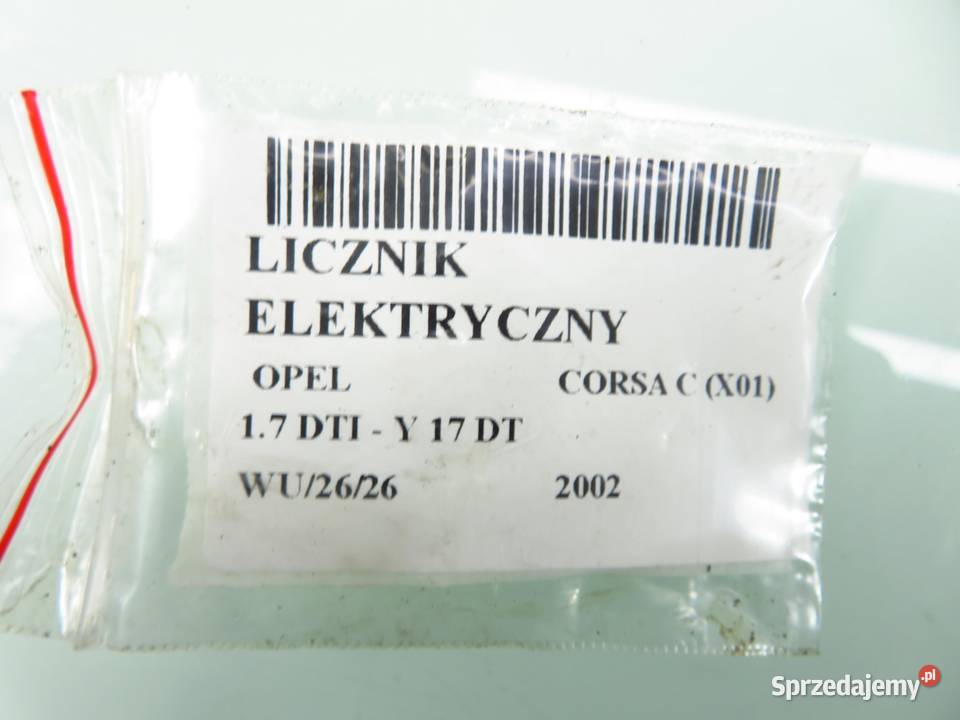 LICZNIK
ELEKTRYCZNY
OPEL CORSA C (X01)
1.7 DTI - Y 17 DT
WU/26/26 2002
Sprzedajemy.pl